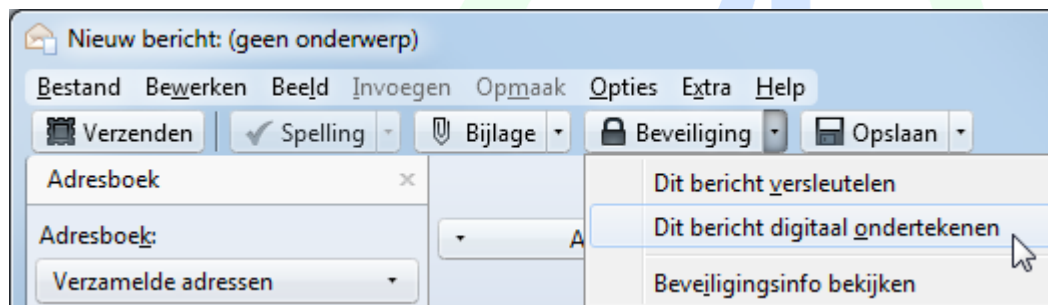 Nieuw bericht: (geen onderwerp)
Bestand Bewerken Beeld Invoegen Opmaak Opties Extra Help
Verzenden Spelling Bijlage Beveiliging Opslaan
Adresboek
Dit bericht versleutelen
Adresboek: A Dit bericht digitaal ondertekenen
Verzamelde adressen Beveiligingsinfo bekijken